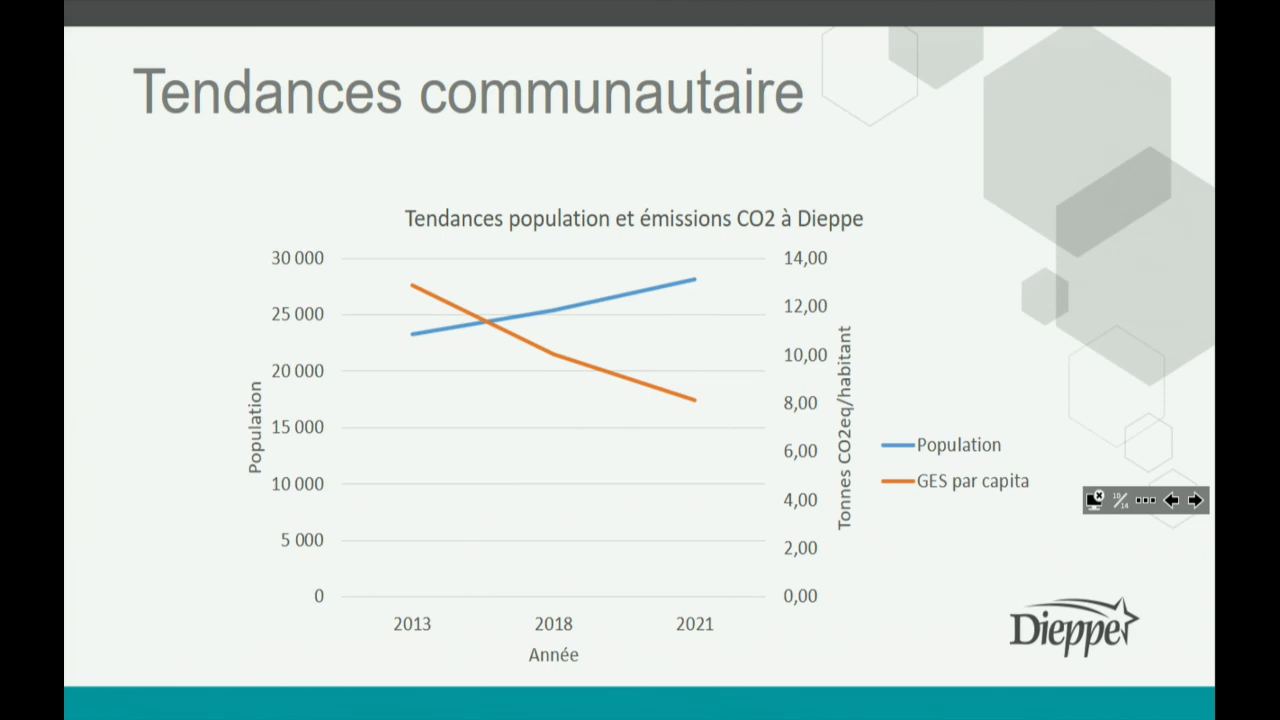 Tendances communautaire
Tendances population et émissions CO2 à Dieppe
30 000
25 000
20 000
15 000
10 000
5 000
0
Population
14,00
12,00
10,00
8,00
6,00
4,00
2,00
0,00
Tonnes CO2eq/habitant
2013 2018 2021
Année
Population
GES par capita
10/14
Dieppe